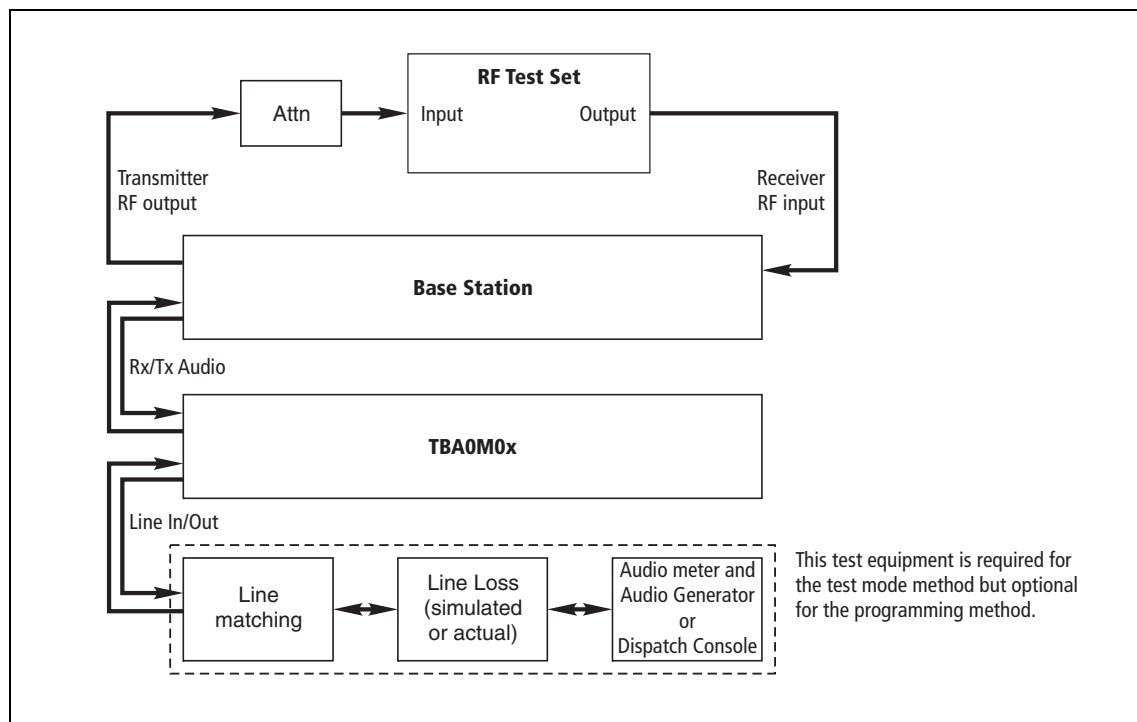 RF Test Set
Attn
Input
Output
Transmitter
RF output
Receiver
RF input
Base Station
Rx/Tx Audio
TBA0M0x
Line In/Out
Line
matching
Line Loss
(simulated
or actual)
Audio meter and
Audio Generator
or
Dispatch Console
This test equipment is required for
the test mode method but optional
for the programming method.